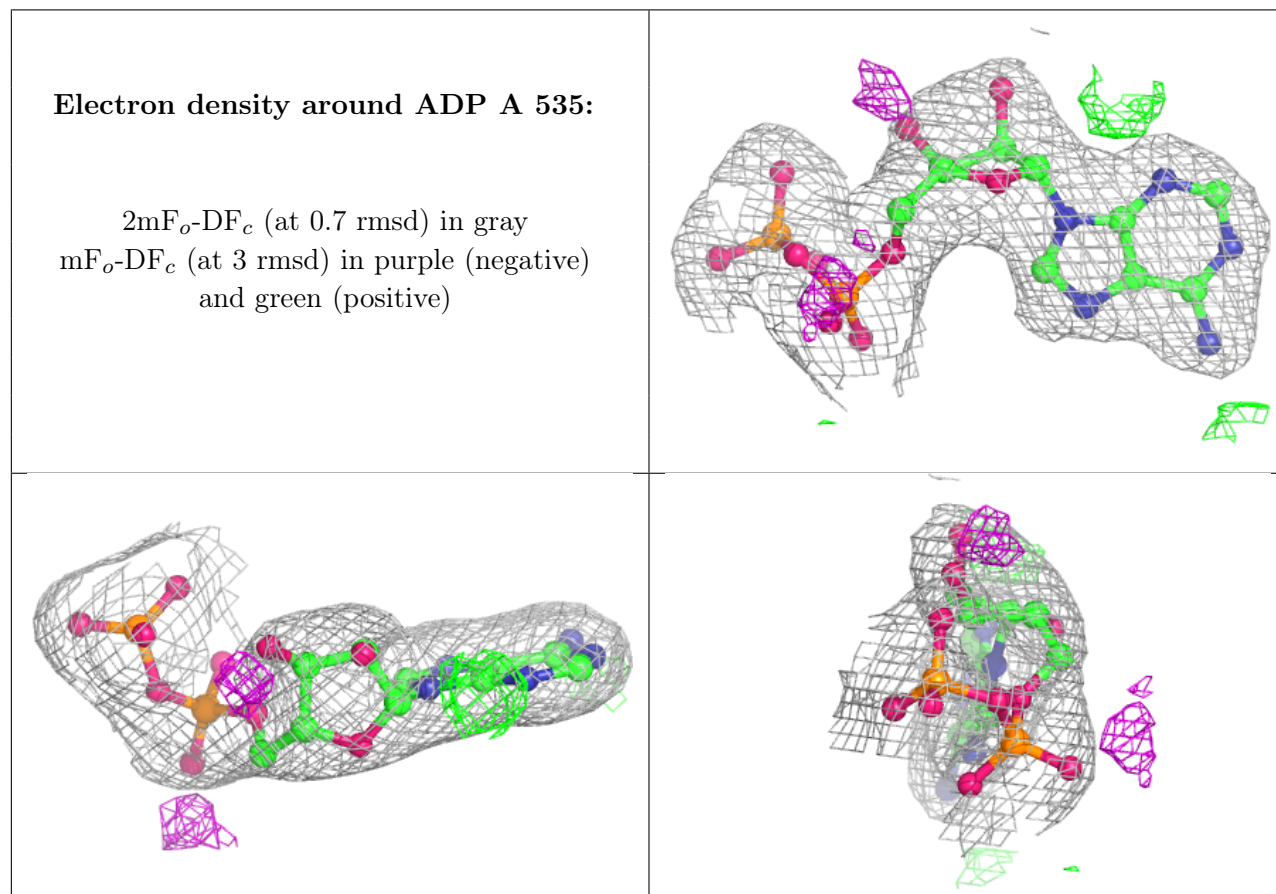 Electron density around ADP A 535:
2mFo-DFc (at 0.7 rmsd) in gray
mFo-DFc (at 3 rmsd) in purple (negative)
and green (positive)